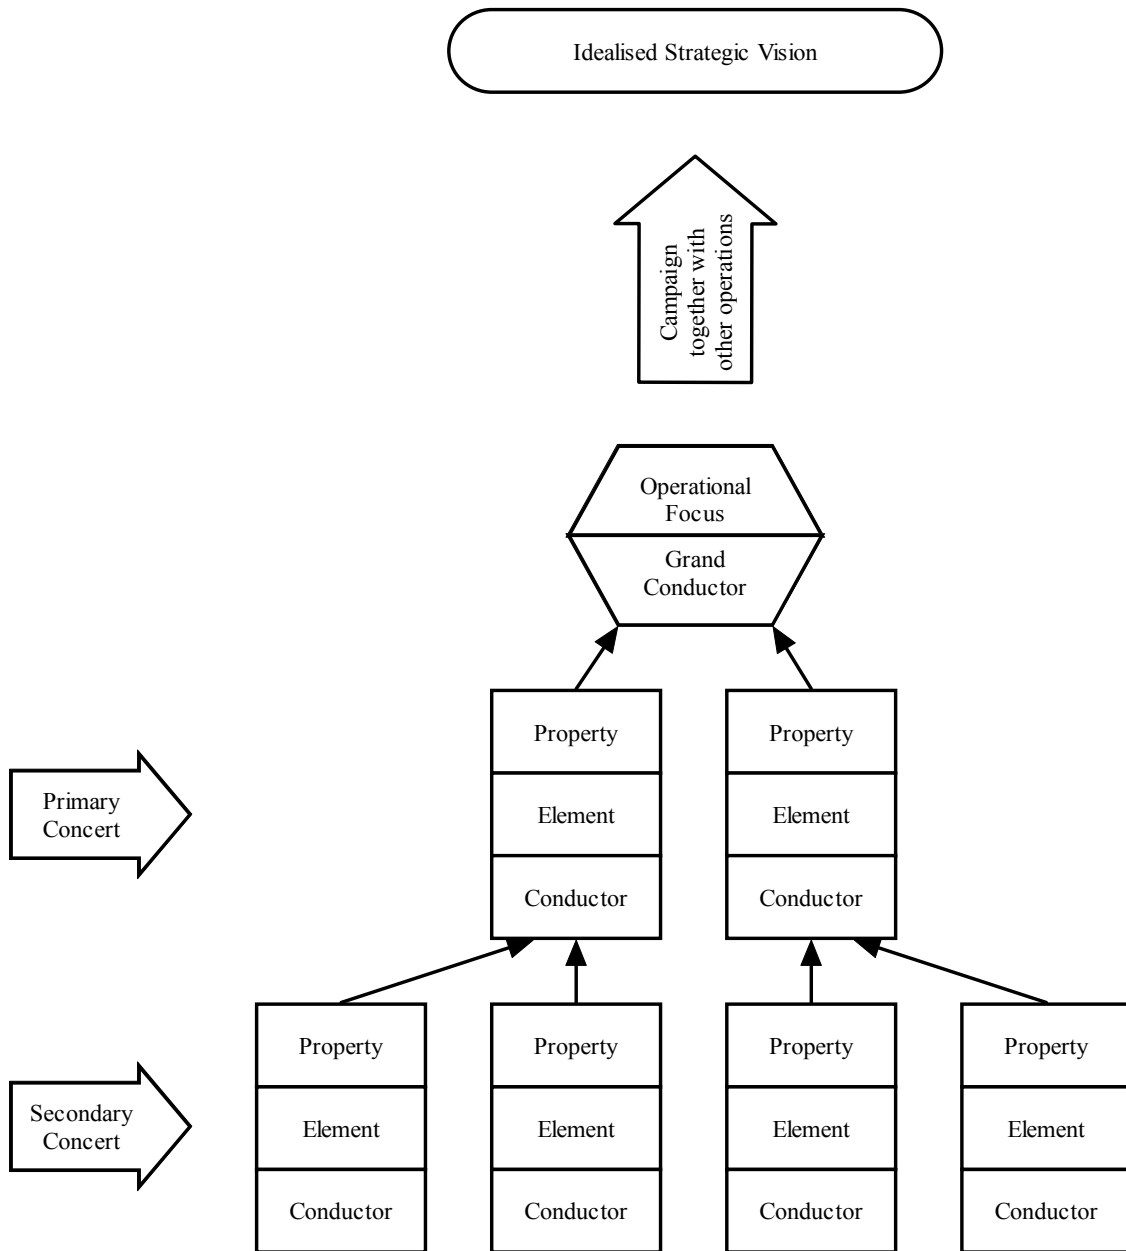 Idealised Strategic Vision
Campaign
together with
other operations
Operational
Focus
Grand
Conductor
Property
Property
Primary
Concert
Element
Element
Conductor
Conductor
Property
Property
Property
Property
Secondary
Concert
Element
Element
Element
Element
Conductor
Conductor
Conductor
Conductor